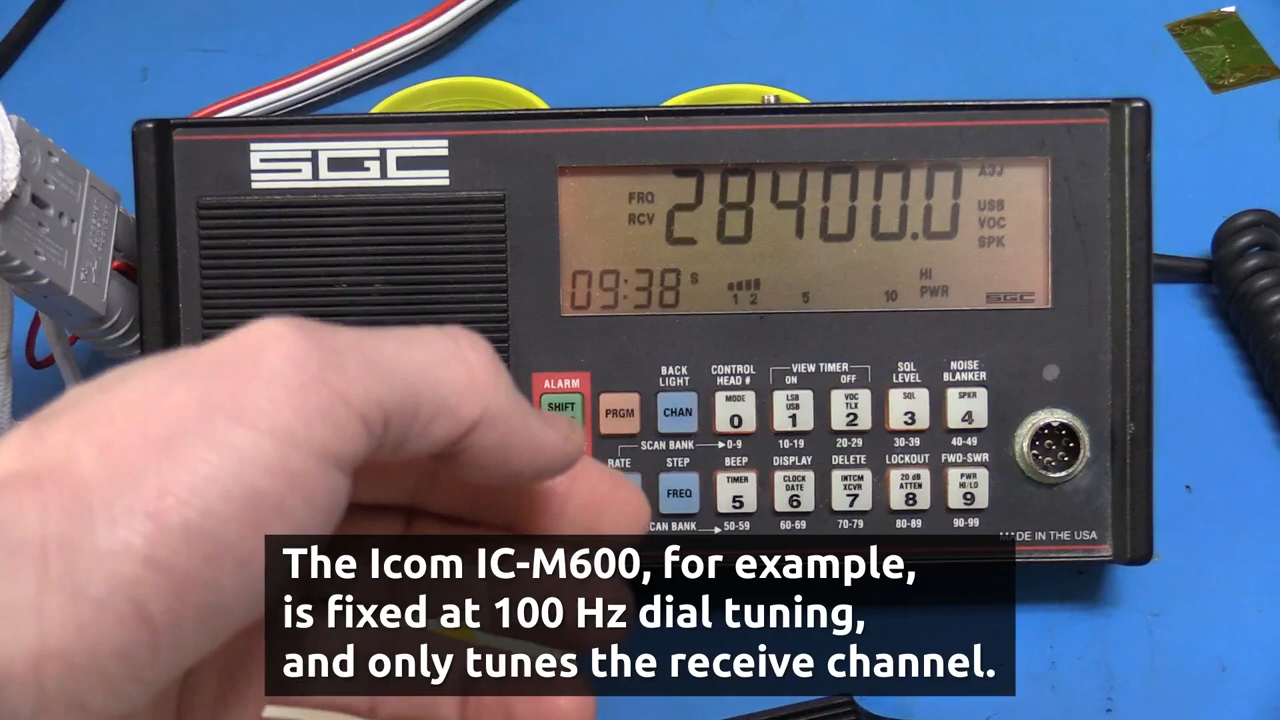 SGC
FRQ
RCV
28400.0
A3J
USB
VOC
SPK
09:38 S
1 2 5 10
HI
PWR
SGC
ALARM
SHIFT
PRGM
BACK
LIGHT
CHAN
CONTROL
HEAD #
MODE
0
VIEW TIMER
ON OFF
LSB
USB
1
VOC
TLX
2
SQL
LEVEL
SQL
3
NOISE
BLANKER
SPKR
4
SCAN BANK 0-9 10-19 20-29 30-39 40-49
RATE STEP BEEP DISPLAY DELETE LOCKOUT FWD-SWR
FREQ
TIMER
5
CLOCK
DATE
6
INTCM
XCVR
7
20 dB
ATTEN
8
PWR
HI/LO
9
SCAN BANK 50-59 60-69 70-79 80-89 90-99
MADE IN THE USA
The Icom IC-M600, for example,
is fixed at 100 Hz dial tuning,
and only tunes the receive channel.